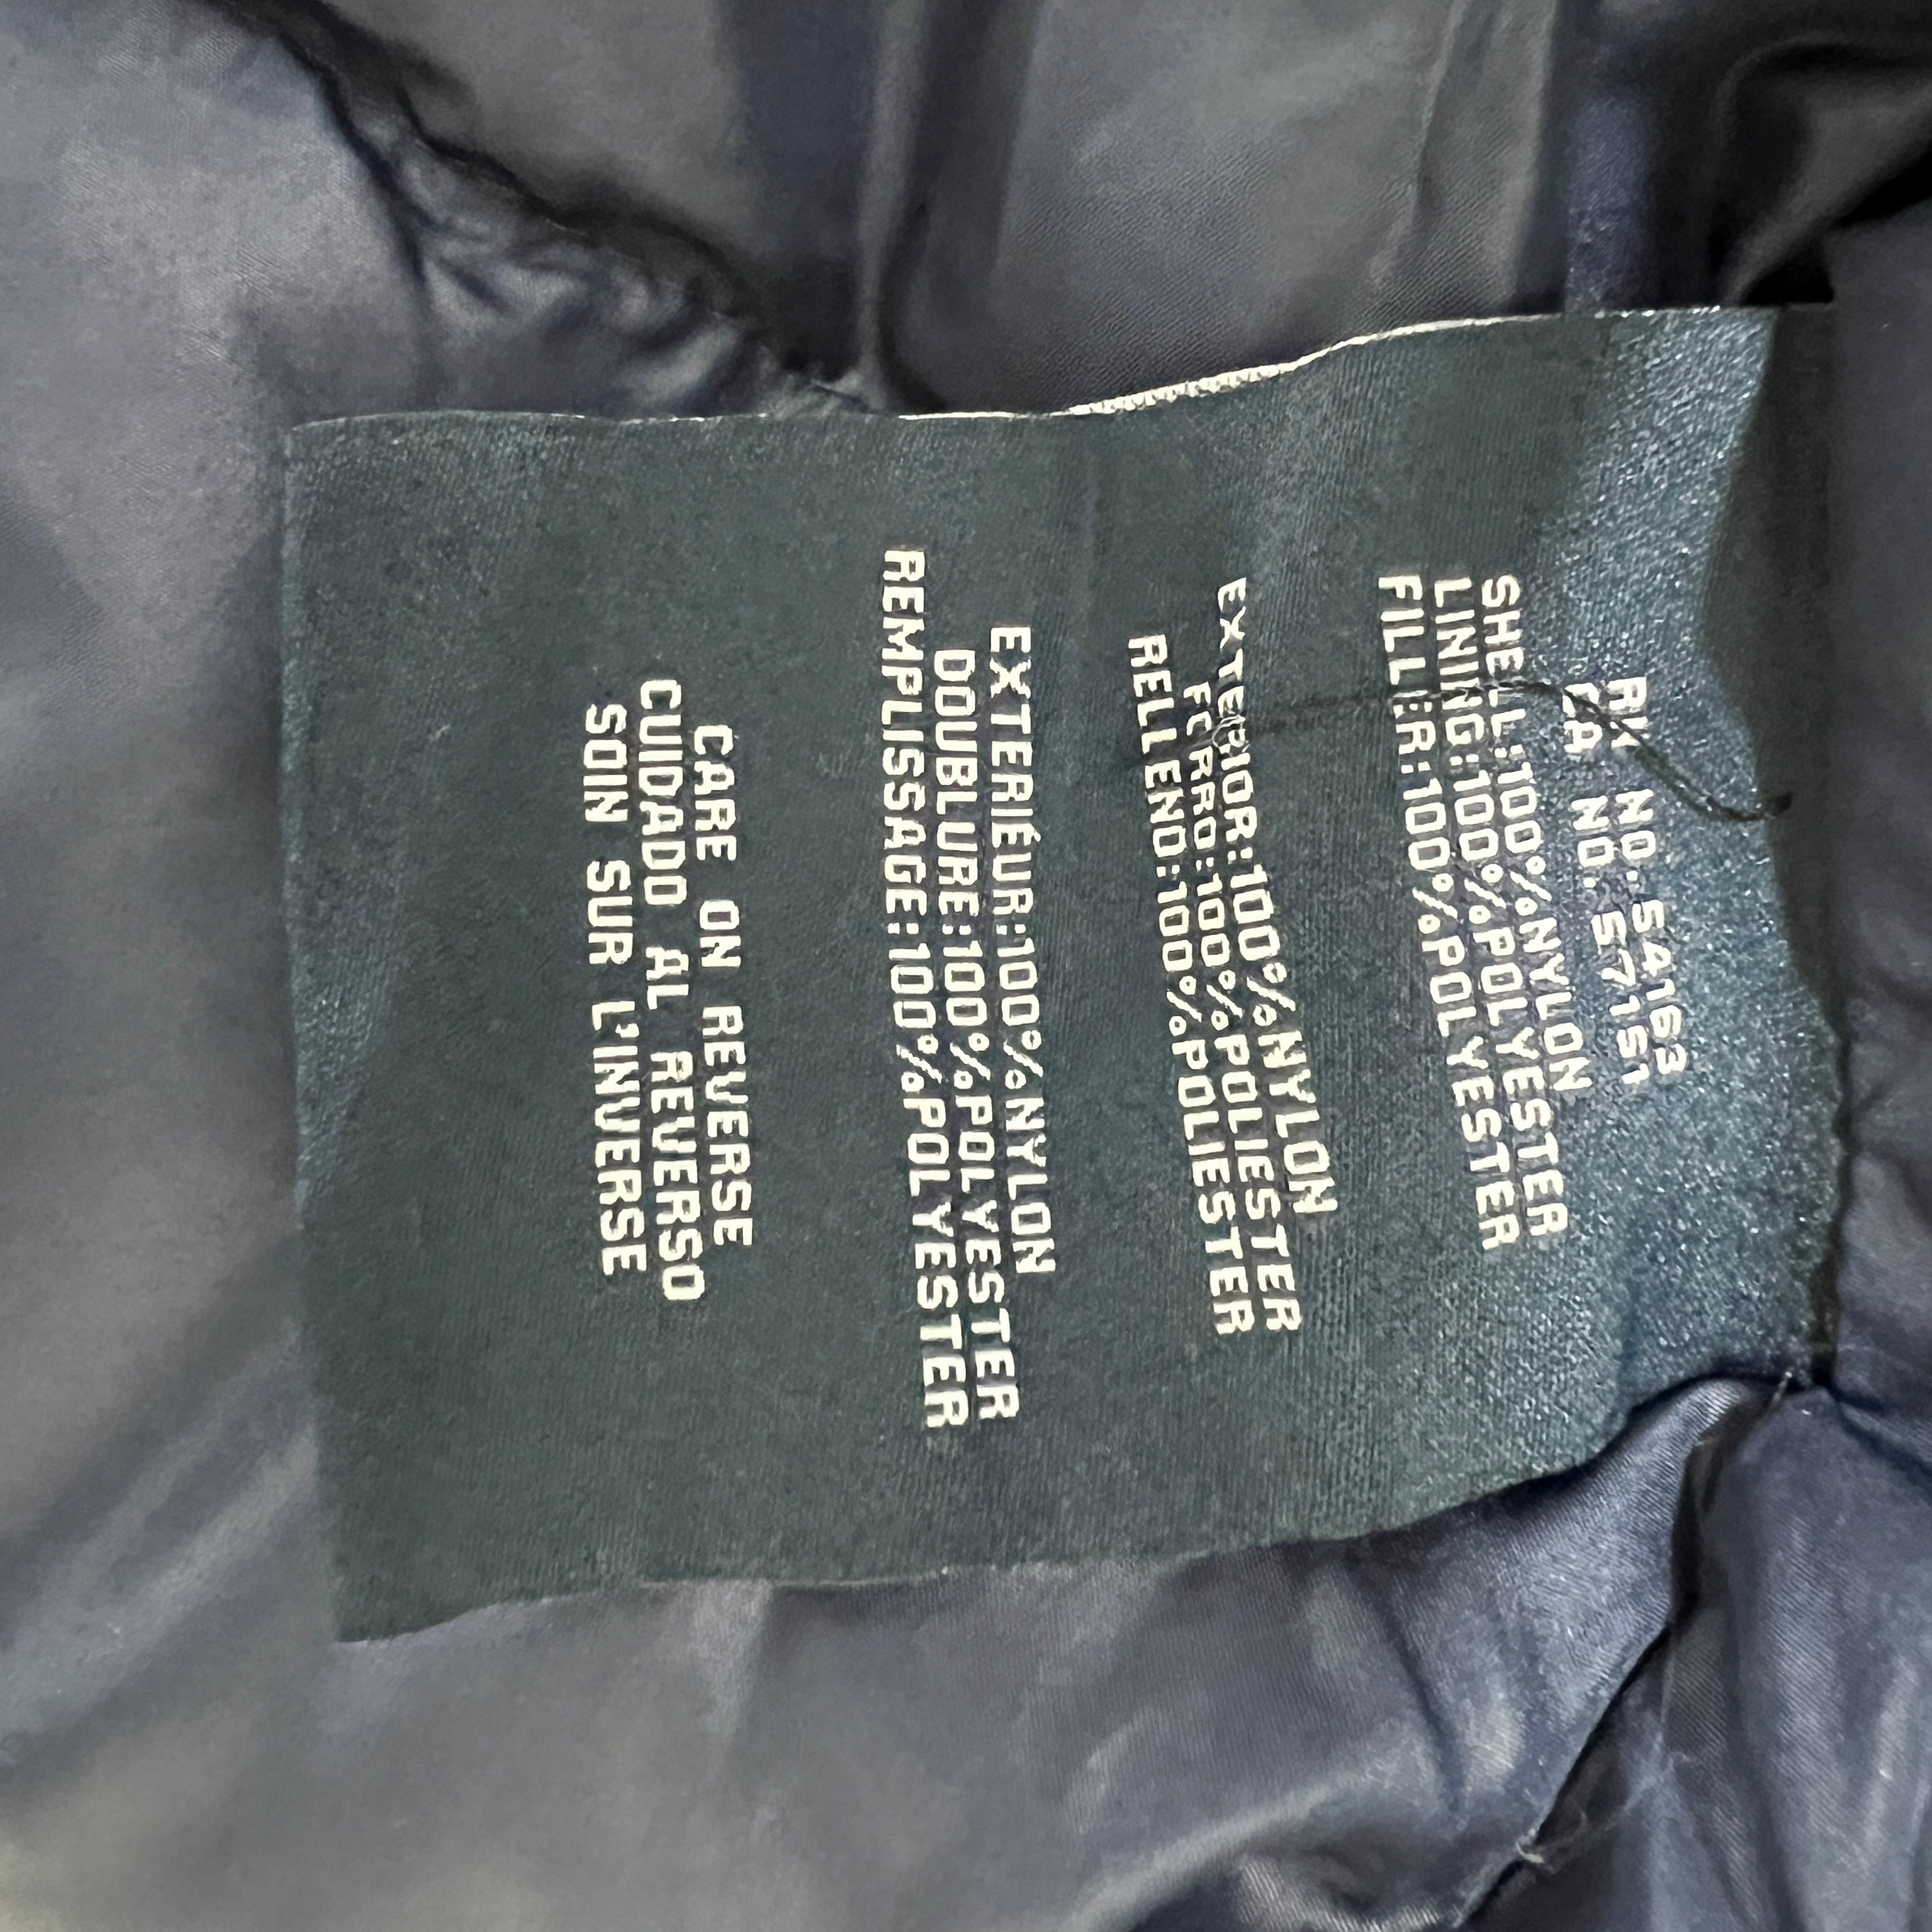 RN NO: 54163
CA NO: 57151
SHELL:100%NYLON
LINING:100%POLYESTER
FILLER:100%POLYESTER
EXTERIOR:100%NYLON
FORRO:100%POLIESTER
RELLENO:100%POLIESTER
EXTERIÉUR:100%NYLON
DOUBLURE:100%POLYESTER
REMPLISSAGE:100%POLYESTER
CARE ON REVERSE
CUIDADO AL REVERSO
SOIN SUR L'INVERSE